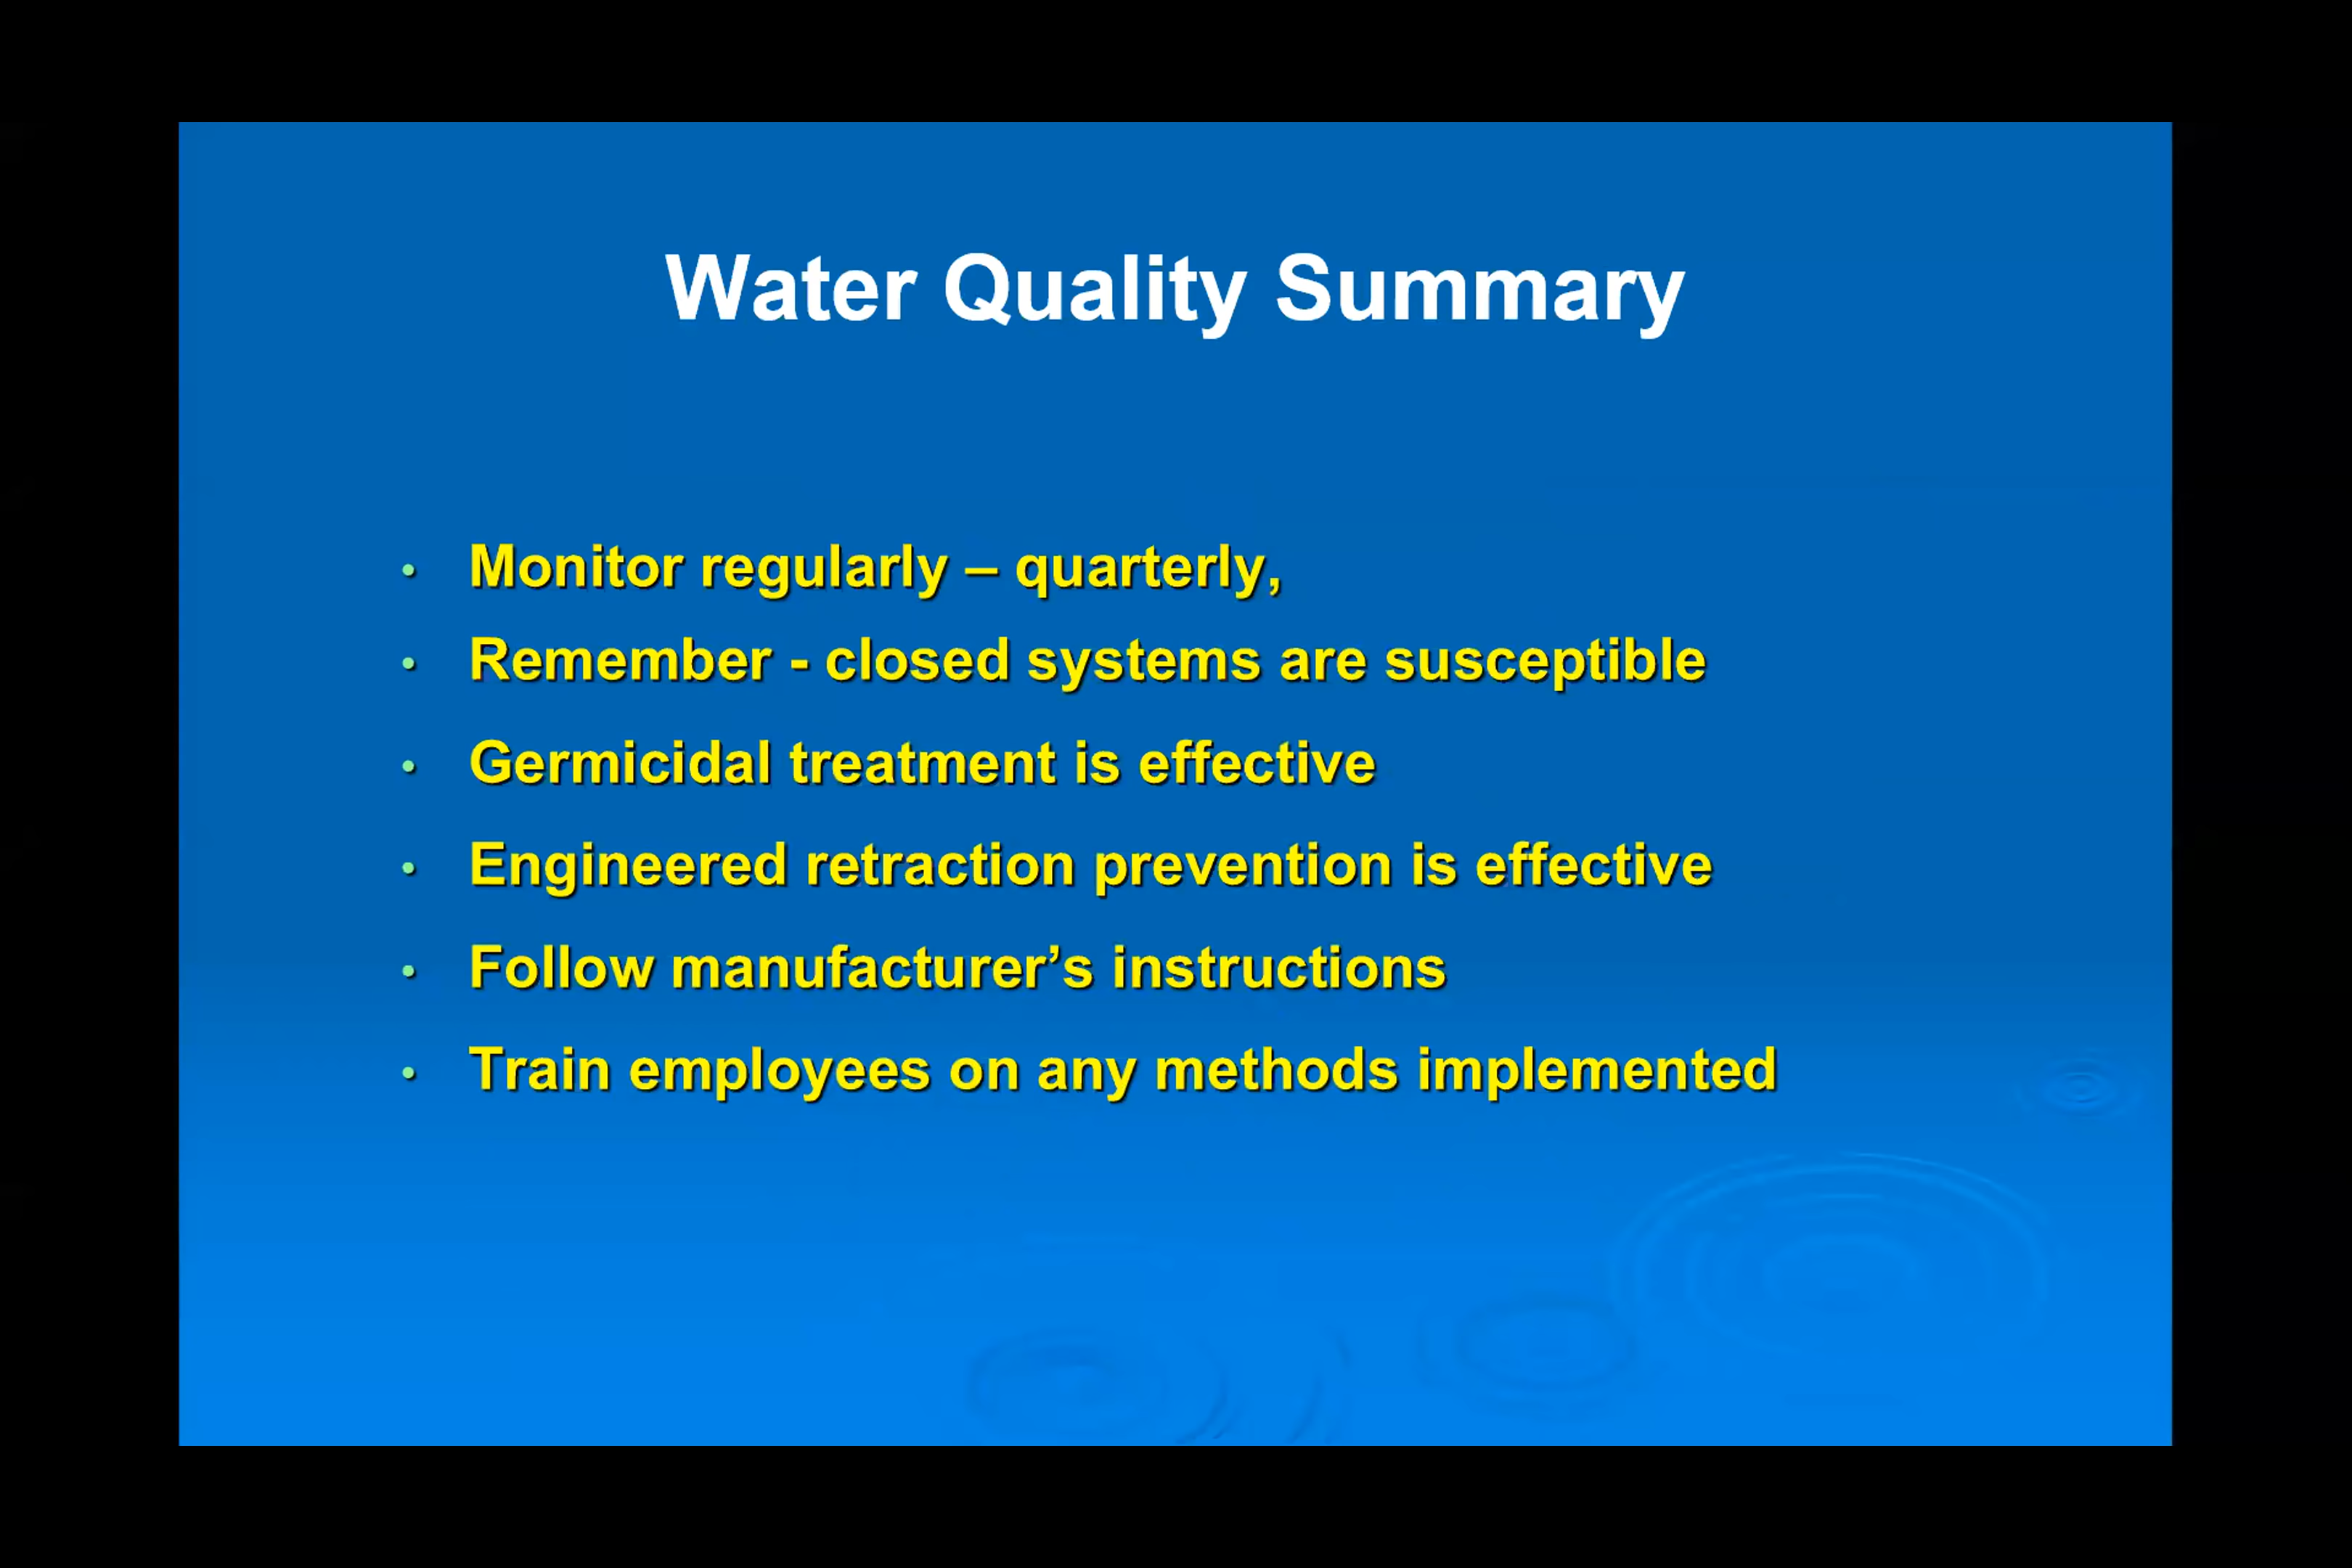 Water Quality Summary
• Monitor regularly – quarterly,
• Remember - closed systems are susceptible
• Germicidal treatment is effective
• Engineered retraction prevention is effective
• Follow manufacturer’s instructions
• Train employees on any methods implemented